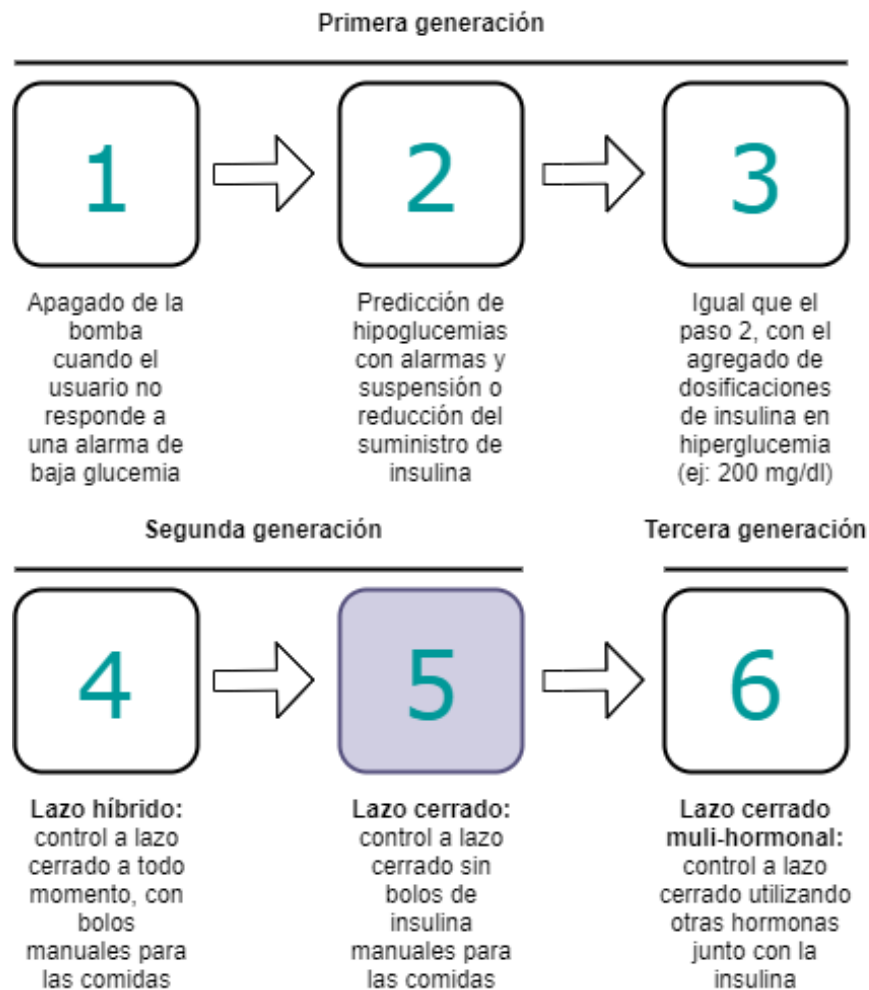 Primera generación
1
2
3
Apagado de la
bomba
cuando el
usuario no
responde a
una alarma de
baja glucemia
Predicción de
hipoglucemias
con alarmas y
suspensión o
reducción del
suministro de
insulina
Igual que el
paso 2, con el
agregado de
dosificaciones
de insulina en
hiperglucemia
(ej: 200 mg/dl)
Segunda generación
Tercera generación
4
5
6
Lazo híbrido:
control a lazo
cerrado a todo
momento, con
bolos
manuales para
las comidas
Lazo cerrado:
control a lazo
cerrado sin
bolos de
insulina
manuales para
las comidas
Lazo cerrado
muli-hormonal:
control a lazo
cerrado utilizando
otras hormonas
junto con la
insulina